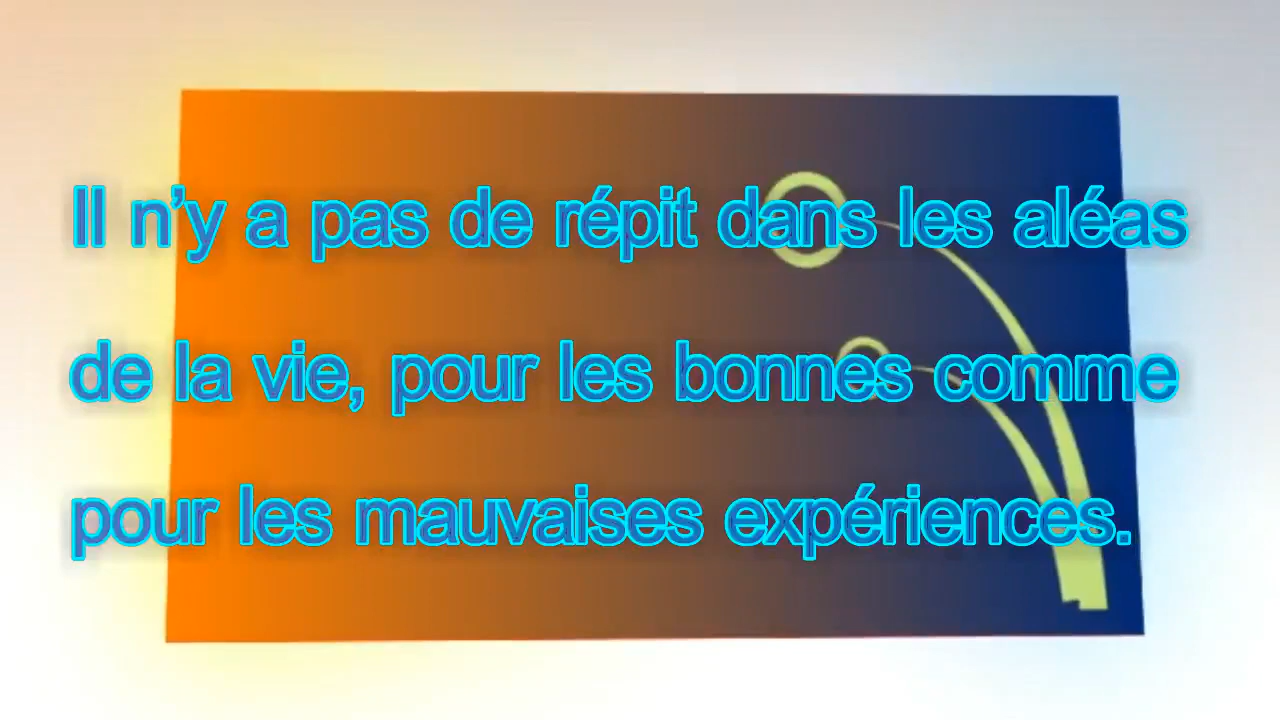 Il n’y a pas de répit dans les aléas
de la vie, pour les bonnes comme
pour les mauvaises expériences.